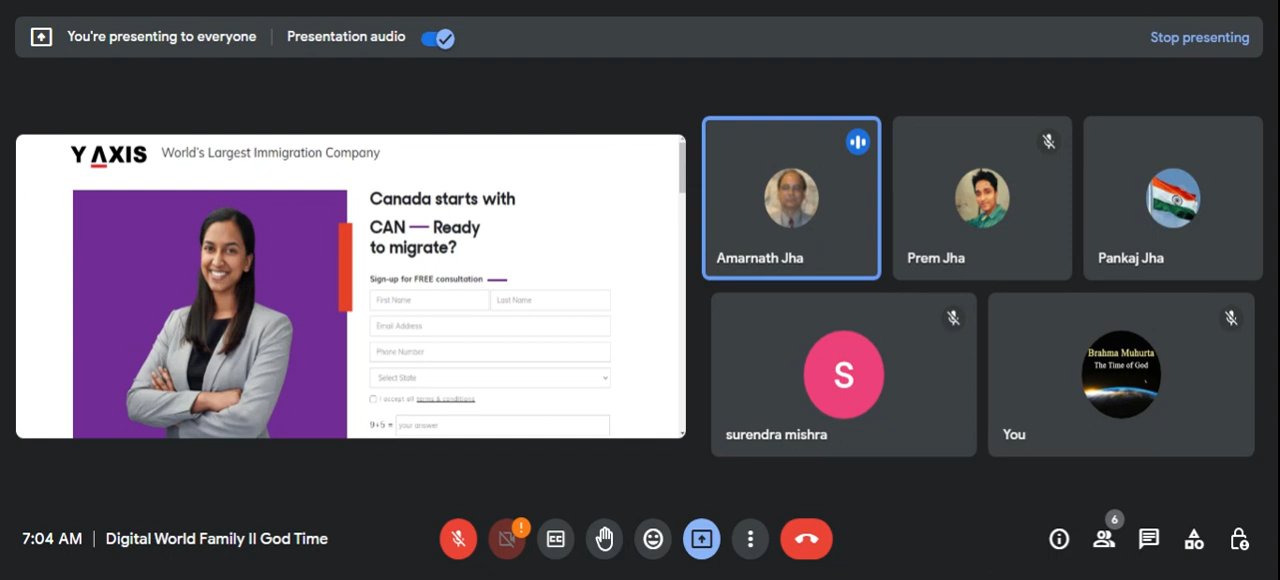 You're presenting to everyone
Presentation audio
Stop presenting
Y AXIS
World's Largest Immigration Company
Canada starts with
CAN — Ready
to migrate?
Sign-up for FREE consultation
First Name
Last Name
Email Address
Phone Number
Select State
I accept all terms & conditions
9+5 = your answer
Amarnath Jha
Prem Jha
Pankaj Jha
S
surendra mishra
Brahma Muhurta
The Time of God
You
7:04 AM | Digital World Family II God Time
CC
6